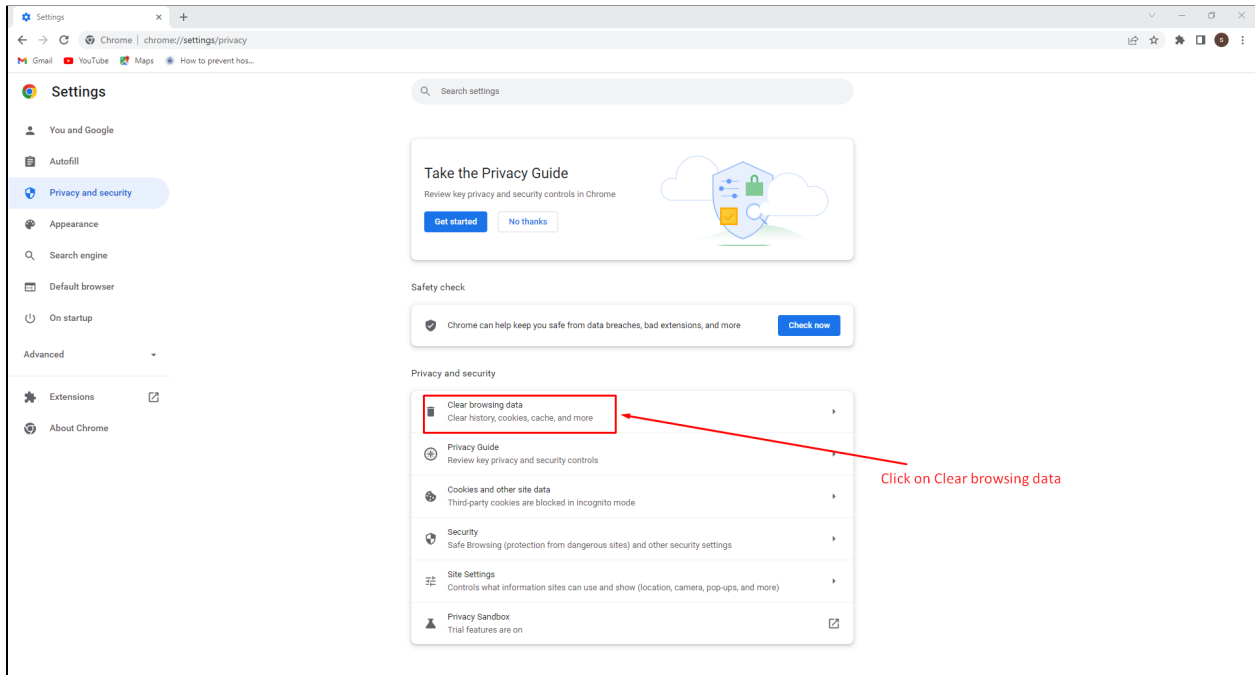 Settings
Chrome | chrome://settings/privacy
S
Gmail YouTube Maps How to prevent hos...
Settings
Search settings
You and Google
Autofill
Privacy and security
Appearance
Search engine
Default browser
On startup
Advanced
Extensions
About Chrome
Take the Privacy Guide
Review key privacy and security controls in Chrome
Get started No thanks
Safety check
Chrome can help keep you safe from data breaches, bad extensions, and more Check now
Privacy and security
Clear browsing data
Clear history, cookies, cache, and more
Privacy Guide
Review key privacy and security controls
Click on Clear browsing data
Cookies and other site data
Third-party cookies are blocked in Incognito mode
Security
Safe Browsing (protection from dangerous sites) and other security settings
Site Settings
Controls what information sites can use and show (location, camera, pop-ups, and more)
Privacy Sandbox
Trial features are on